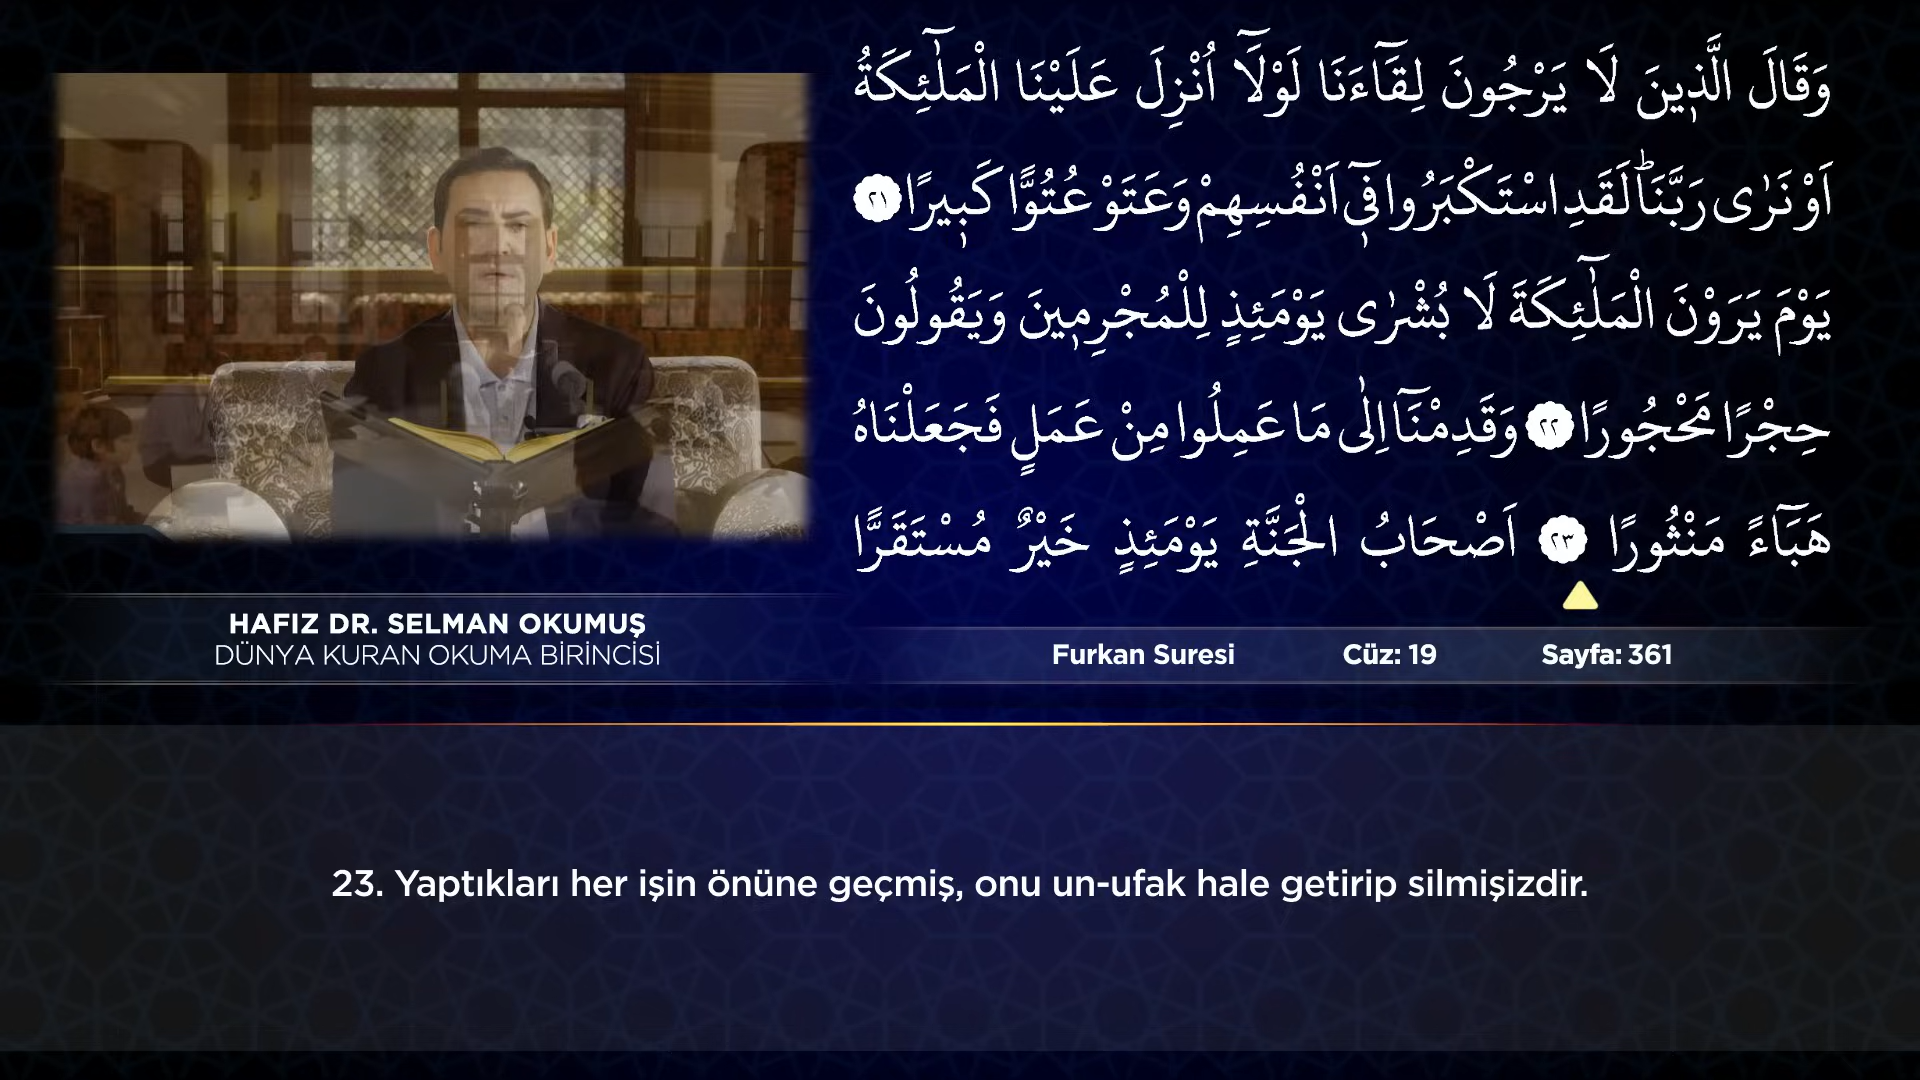 وَقَالَ الَّذ۪ينَ لَا يَرْجُونَ لِقَٓاءَنَا لَوْلَٓا اُنْزِلَ عَلَيْنَا الْمَلٰٓئِكَةُ
اَوْ نَرٰى رَبَّنَاۜ لَقَدِ اسْتَكْبَرُوا ف۪ٓي اَنْفُسِهِمْ وَعَتَوْ عُتُوًّا كَب۪يرًا ﴿٢١﴾
يَوْمَ يَرَوْنَ الْمَلٰٓئِكَةَ لَا بُشْرٰى يَوْمَئِذٍ لِلْمُجْرِم۪ينَ وَيَقُولُونَ
حِجْرًا مَحْجُورًا ﴿٢٢﴾ وَقَدِمْنَٓا اِلٰى مَا عَمِلُوا مِنْ عَمَلٍ فَجَعَلْنَاهُ
هَبَٓاءً مَنْثُورًا ﴿٢٣﴾ اَصْحَابُ الْجَنَّةِ يَوْمَئِذٍ خَيْرٌ مُسْتَقَرًّا
HAFIZ DR. SELMAN OKUMUŞ
DÜNYA KURAN OKUMA BİRİNCİSİ
Furkan Suresi Cüz: 19 Sayfa: 361
23. Yaptıkları her işin önüne geçmiş, onu un-ufak hale getirip silmişizdir.